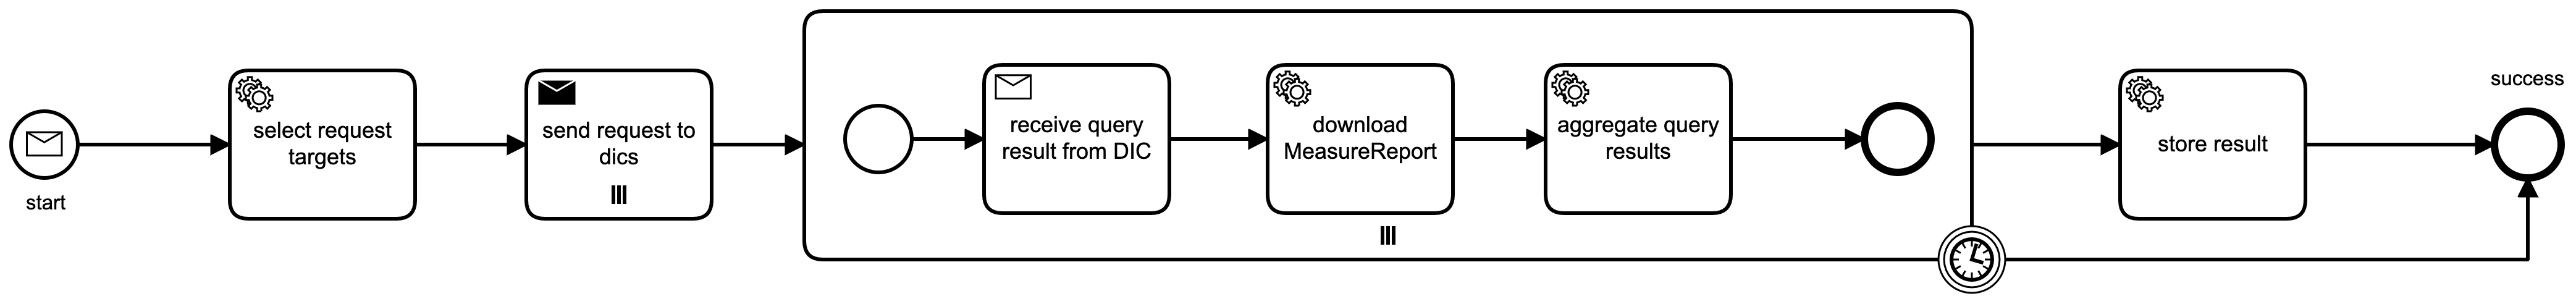 start
select request
targets
send request to
dics
receive query
result from DIC
download
MeasureReport
aggregate query
results
store result
success